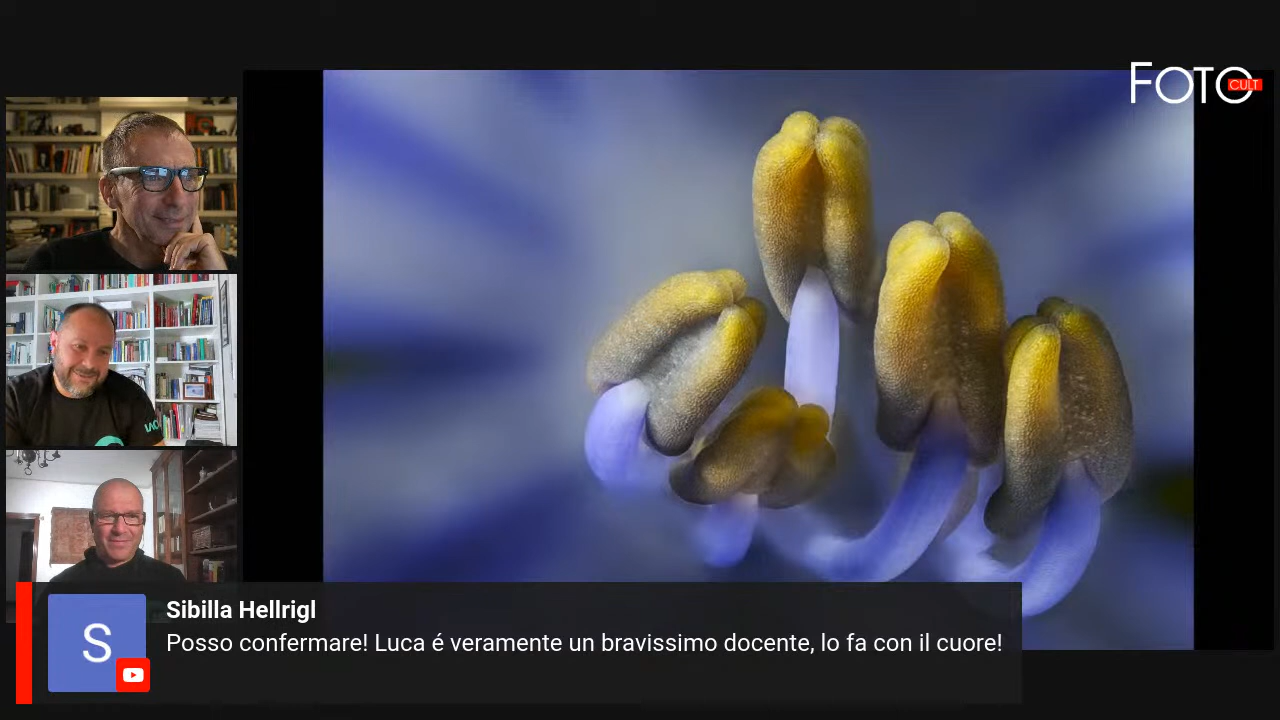 FOTO
CULT
Sibilla Hellrigl
Posso confermare! Luca é veramente un bravissimo docente, lo fa con il cuore!
S